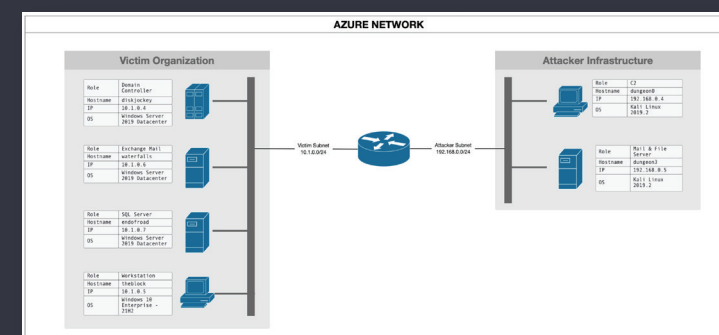 AZURE NETWORK
Victim Organization
Role Domain Controller
Hostname diskjockey
IP 10.1.0.4
OS Windows Server 2019 Datacenter
Role Exchange Mail
Hostname waterfalls
IP 10.1.0.6
OS Windows Server 2019 Datacenter
Role SQL Server
Hostname endofroad
IP 10.1.0.7
OS Windows Server 2019 Datacenter
Role Workstation
Hostname theblock
IP 10.1.0.5
OS Windows 10 Enterprise - 21H2
Victim Subnet
10.1.0.0/24
Attacker Subnet
192.168.0.0/24
Attacker Infrastructure
Role C2
Hostname dungeon0
IP 192.168.0.4
OS Kali Linux 2019.2
Role Mail & File Server
Hostname
IP 192.168.0.5
OS Kali Linux 2019.2